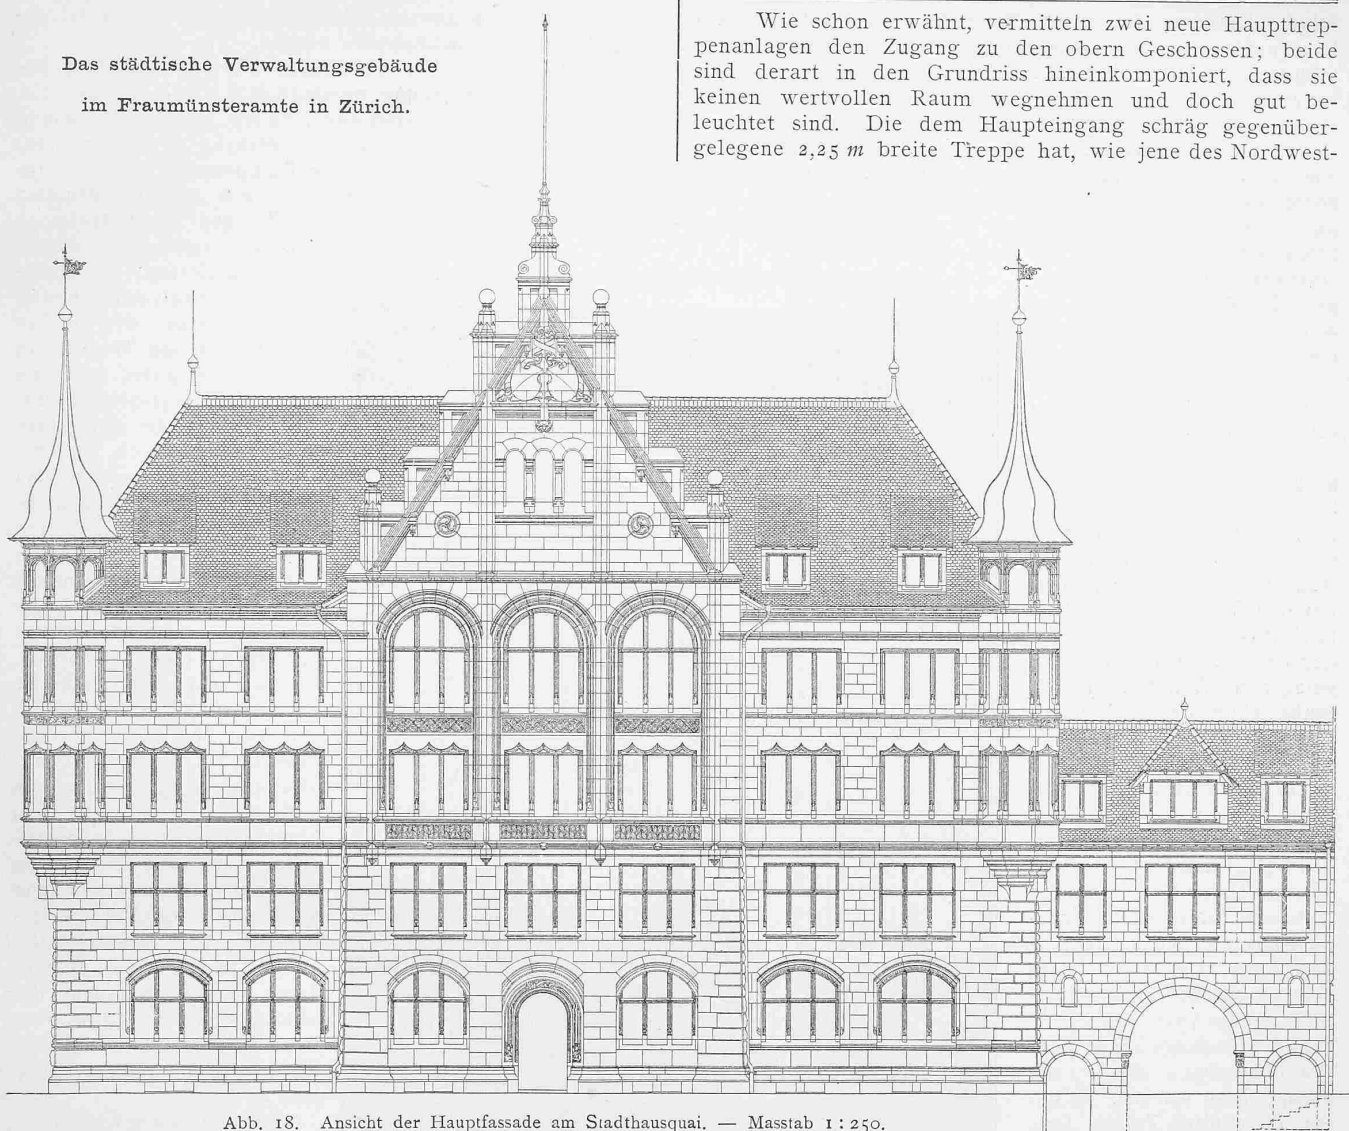 Das städtische Verwaltungsgebäude
im Fraumünsteramte in Zürich.
Wie schon erwähnt, vermitteln zwei neue Haupttrep-
penanlagen den Zugang zu den obern Geschossen; beide
sind derart in den Grundriss hineinkomponiert, dass sie
keinen wertvollen Raum wegnehmen und doch gut be-
leuchtet sind. Die dem Haupteingang schräg gegenüber-
gelegene 2,25 m breite Treppe hat, wie jene des Nordwest-
Abb. 18. Ansicht der Hauptfassade am Stadthausquai. — Masstab 1 : 250.